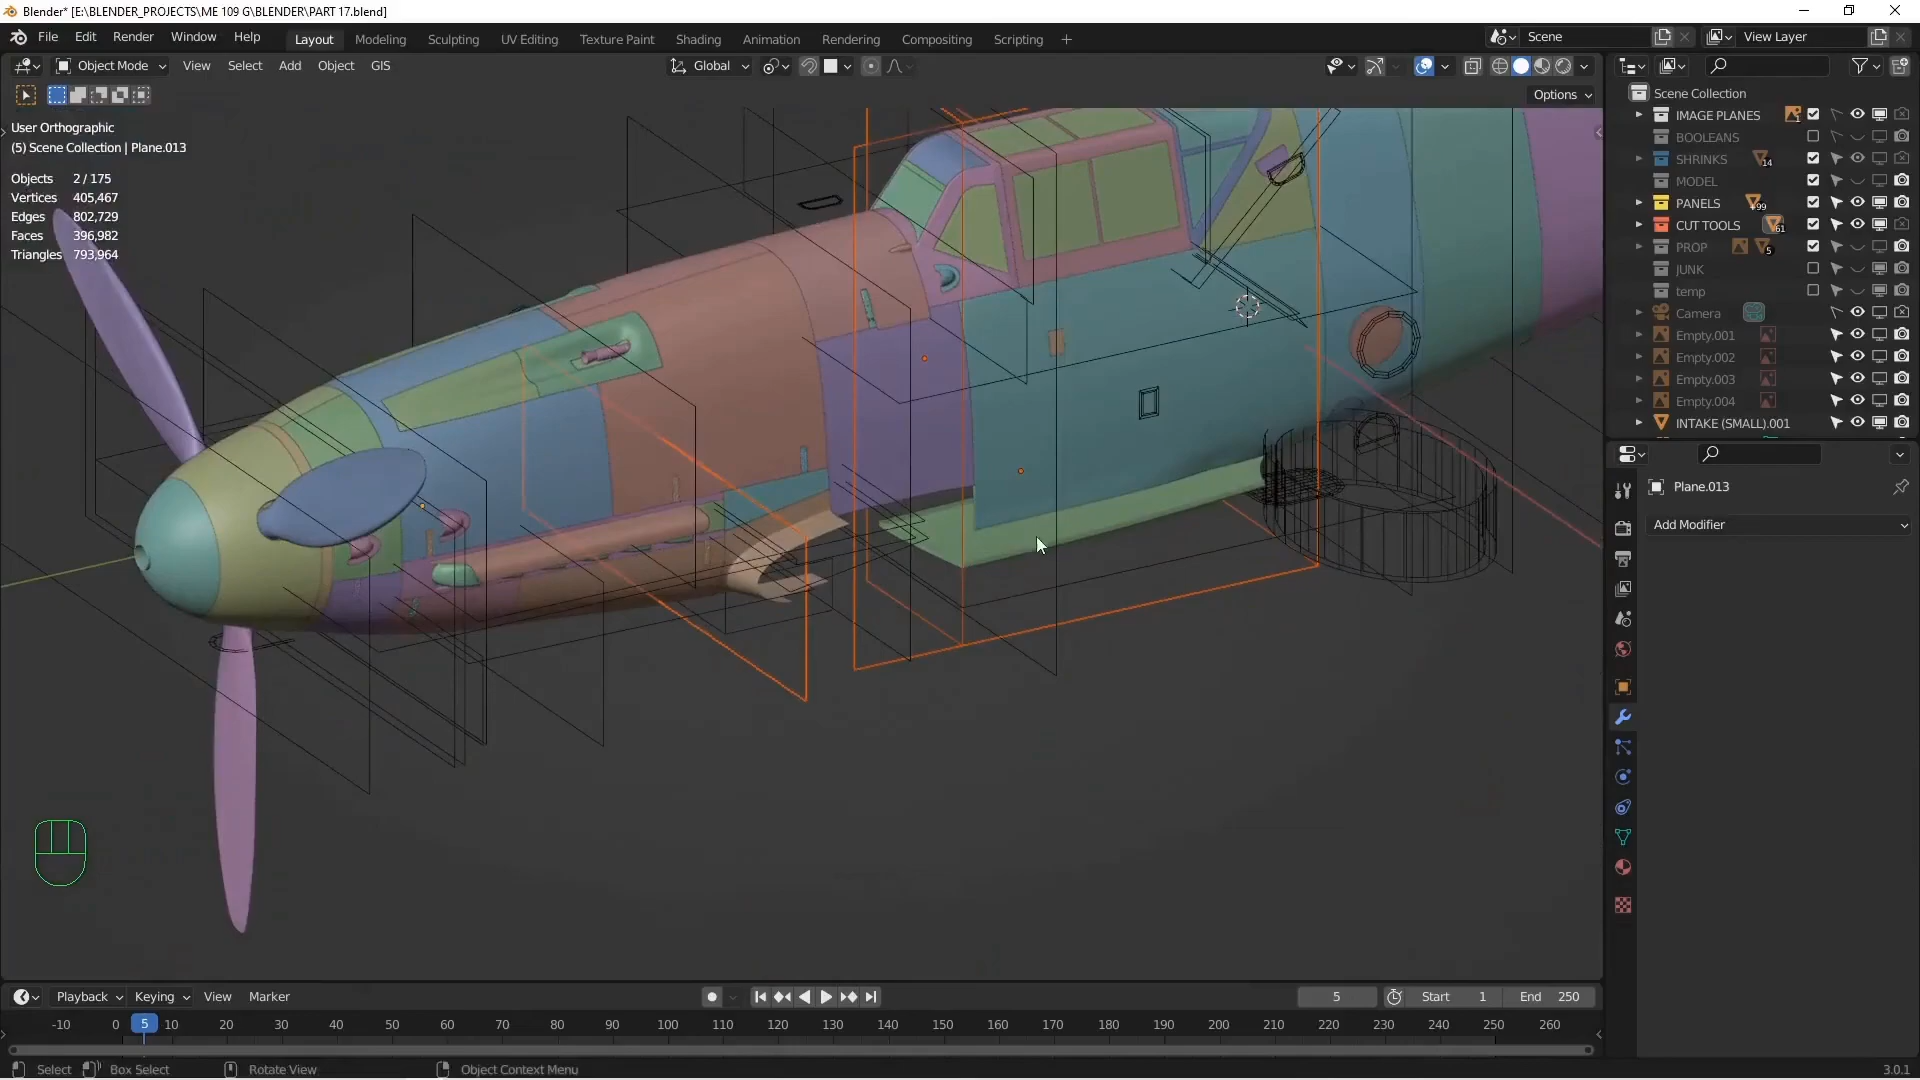 Blender* [E:\BLENDER_PROJECTS\ME 109 G\BLENDER\PART 17.blend]
File Edit Render Window Help Layout Modeling Sculpting UV Editing Texture Paint Shading Animation Rendering Compositing Scripting + Scene View Layer
Object Mode View Select Add Object GIS Global
Options
User Orthographic
(5) Scene Collection | Plane.013
Objects 2 / 175
Vertices 405,467
Edges 802,729
Faces 396,982
Triangles 793,964
Scene Collection
IMAGE PLANES 1
BOOLEANS
SHRINKS 14
MODEL
PANELS +99
CUT TOOLS 61
PROP 5
JUNK
temp
Camera
Empty.001
Empty.002
Empty.003
Empty.004
INTAKE (SMALL).001
Plane.013
Add Modifier
Playback Keying View Marker 5 Start 1 End 250
-10 0 5 10 20 30 40 50 60 70 80 90 100 110 120 130 140 150 160 170 180 190 200 210 220 230 240 250 260
Select Box Select Rotate View Object Context Menu 3.0.1